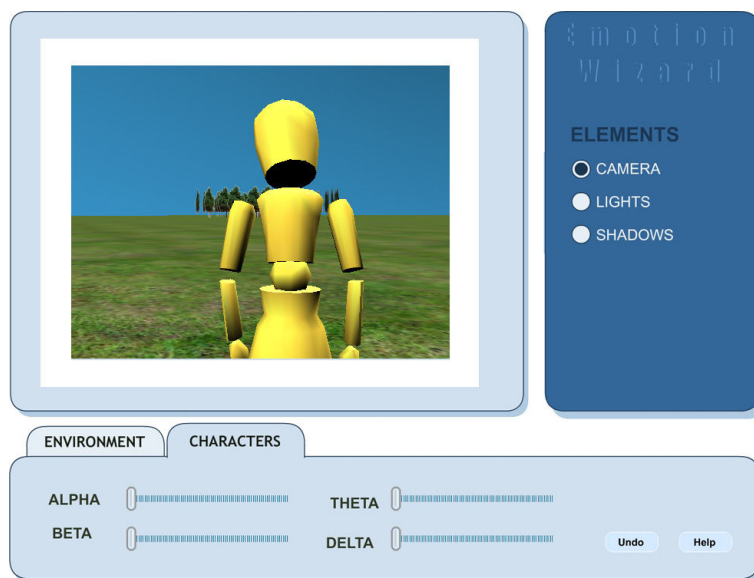 Emotion
Wizard
ELEMENTS
CAMERA
LIGHTS
SHADOWS
ENVIRONMENT
CHARACTERS
ALPHA
THETA
BETA
DELTA
Undo
Help